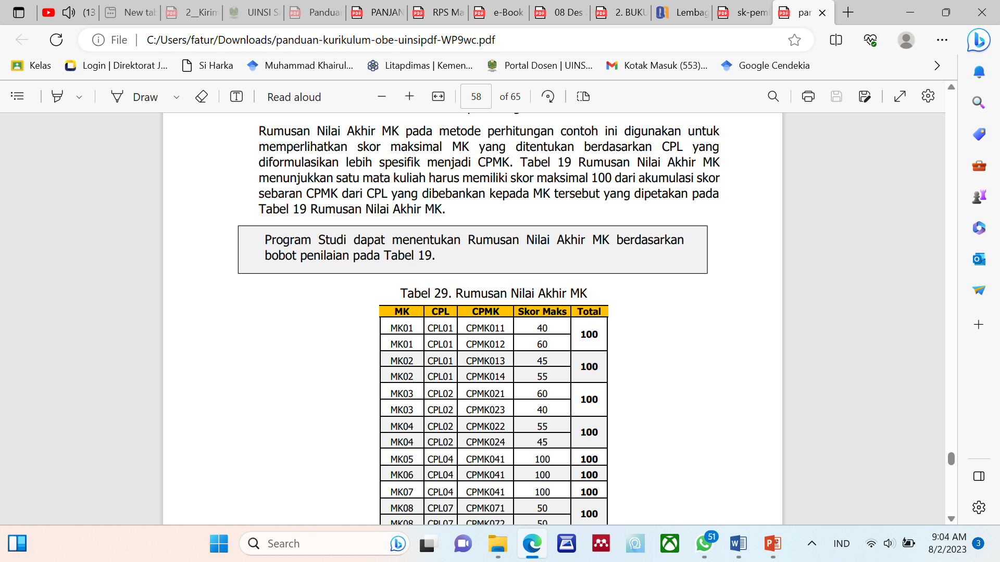 (13
New tab
2__Kirim
UINSI S
Panduan
PANJAN
RPS Ma
e-Book
08 Des
2. BUKU
Lembag
sk-pem
par
File
C:/Users/fatur/Downloads/panduan-kurikulum-obe-uinsipdf-WP9wc.pdf
Kelas
Login | Direktorat J...
Si Harka
Muhammad Khairul...
Litapdimas | Kemen...
Portal Dosen | UINS...
Kotak Masuk (553)...
Google Cendekia
Draw
Read aloud
58 of 65
Rumusan Nilai Akhir MK pada metode perhitungan contoh ini digunakan untuk
memperlihatkan skor maksimal MK yang ditentukan berdasarkan CPL yang
diformulasikan lebih spesifik menjadi CPMK. Tabel 19 Rumusan Nilai Akhir MK
menunjukkan satu mata kuliah harus memiliki skor maksimal 100 dari akumulasi skor
sebaran CPMK dari CPL yang dibebankan kepada MK tersebut yang dipetakan pada
Tabel 19 Rumusan Nilai Akhir MK.
Program Studi dapat menentukan Rumusan Nilai Akhir MK berdasarkan
bobot penilaian pada Tabel 19.
Tabel 29. Rumusan Nilai Akhir MK
MK CPL CPMK Skor Maks Total
MK01 CPL01 CPMK011 40 100
MK01 CPL01 CPMK012 60
MK02 CPL01 CPMK013 45 100
MK02 CPL01 CPMK014 55
MK03 CPL02 CPMK021 60 100
MK03 CPL02 CPMK023 40
MK04 CPL02 CPMK022 55 100
MK04 CPL02 CPMK024 45
MK05 CPL04 CPMK041 100 100
MK06 CPL04 CPMK041 100 100
MK07 CPL04 CPMK041 100 100
MK08 CPL07 CPMK071 50 100
MK08 CPL07 CPMK072 50
Search
51
IND
9:04 AM
8/2/2023
3